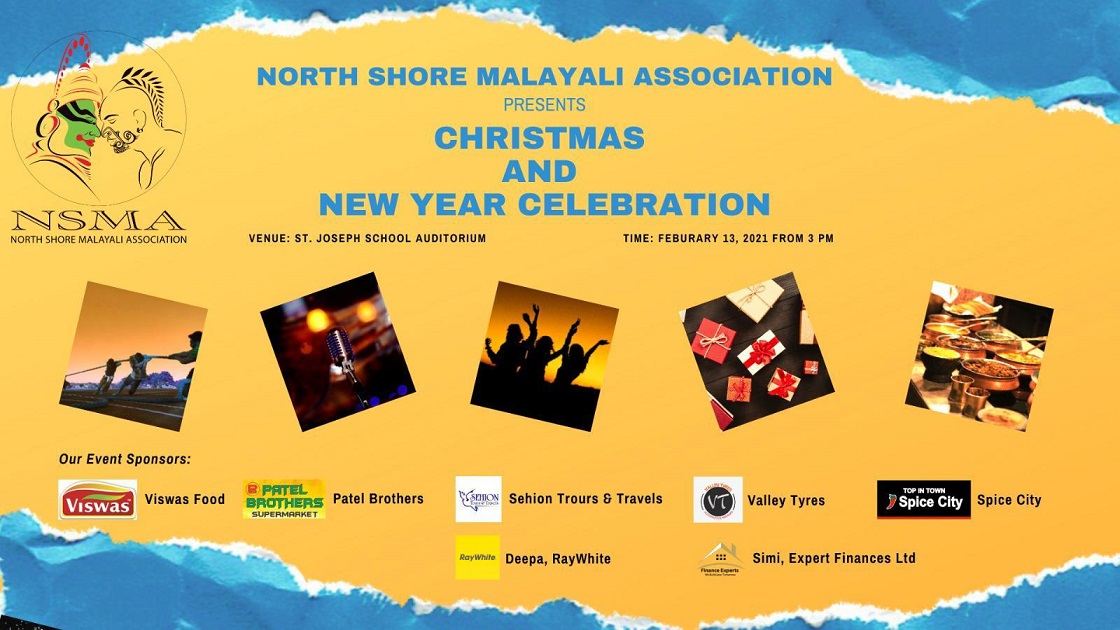 NORTH SHORE MALAYALI ASSOCIATION
PRESENTS
CHRISTMAS
AND
NEW YEAR CELEBRATION
NSMA
NORTH SHORE MALAYALI ASSOCIATION
VENUE: ST. JOSEPH SCHOOL AUDITORIUM
TIME: FEBURARY 13, 2021 FROM 3 PM
Our Event Sponsors:
VISWAS
Viswas Food
PATEL
BROTHERS
SUPERMARKET
Patel Brothers
SEHION
Sehion Trours & Travels
VT
Valley Tyres
TOP IN TOWN
Spice City
Spice City
RayWhite
Deepa, RayWhite
Finance Experts
Simi, Expert Finances Ltd